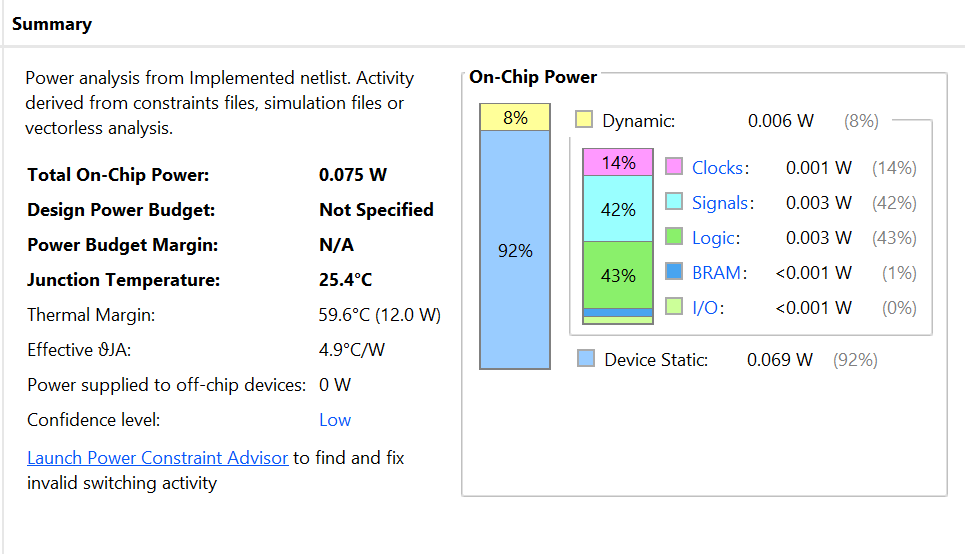 Summary
Power analysis from Implemented netlist. Activity
derived from constraints files, simulation files or
vectorless analysis.
Total On-Chip Power: 0.075 W
Design Power Budget: Not Specified
Power Budget Margin: N/A
Junction Temperature: 25.4°C
Thermal Margin: 59.6°C (12.0 W)
Effective ϑJA: 4.9°C/W
Power supplied to off-chip devices: 0 W
Confidence level: Low
Launch Power Constraint Advisor to find and fix
invalid switching activity
On-Chip Power
8%
92%
Dynamic: 0.006 W (8%)
14%
42%
43%
Clocks: 0.001 W (14%)
Signals: 0.003 W (42%)
Logic: 0.003 W (43%)
BRAM: <0.001 W (1%)
I/O: <0.001 W (0%)
Device Static: 0.069 W (92%)